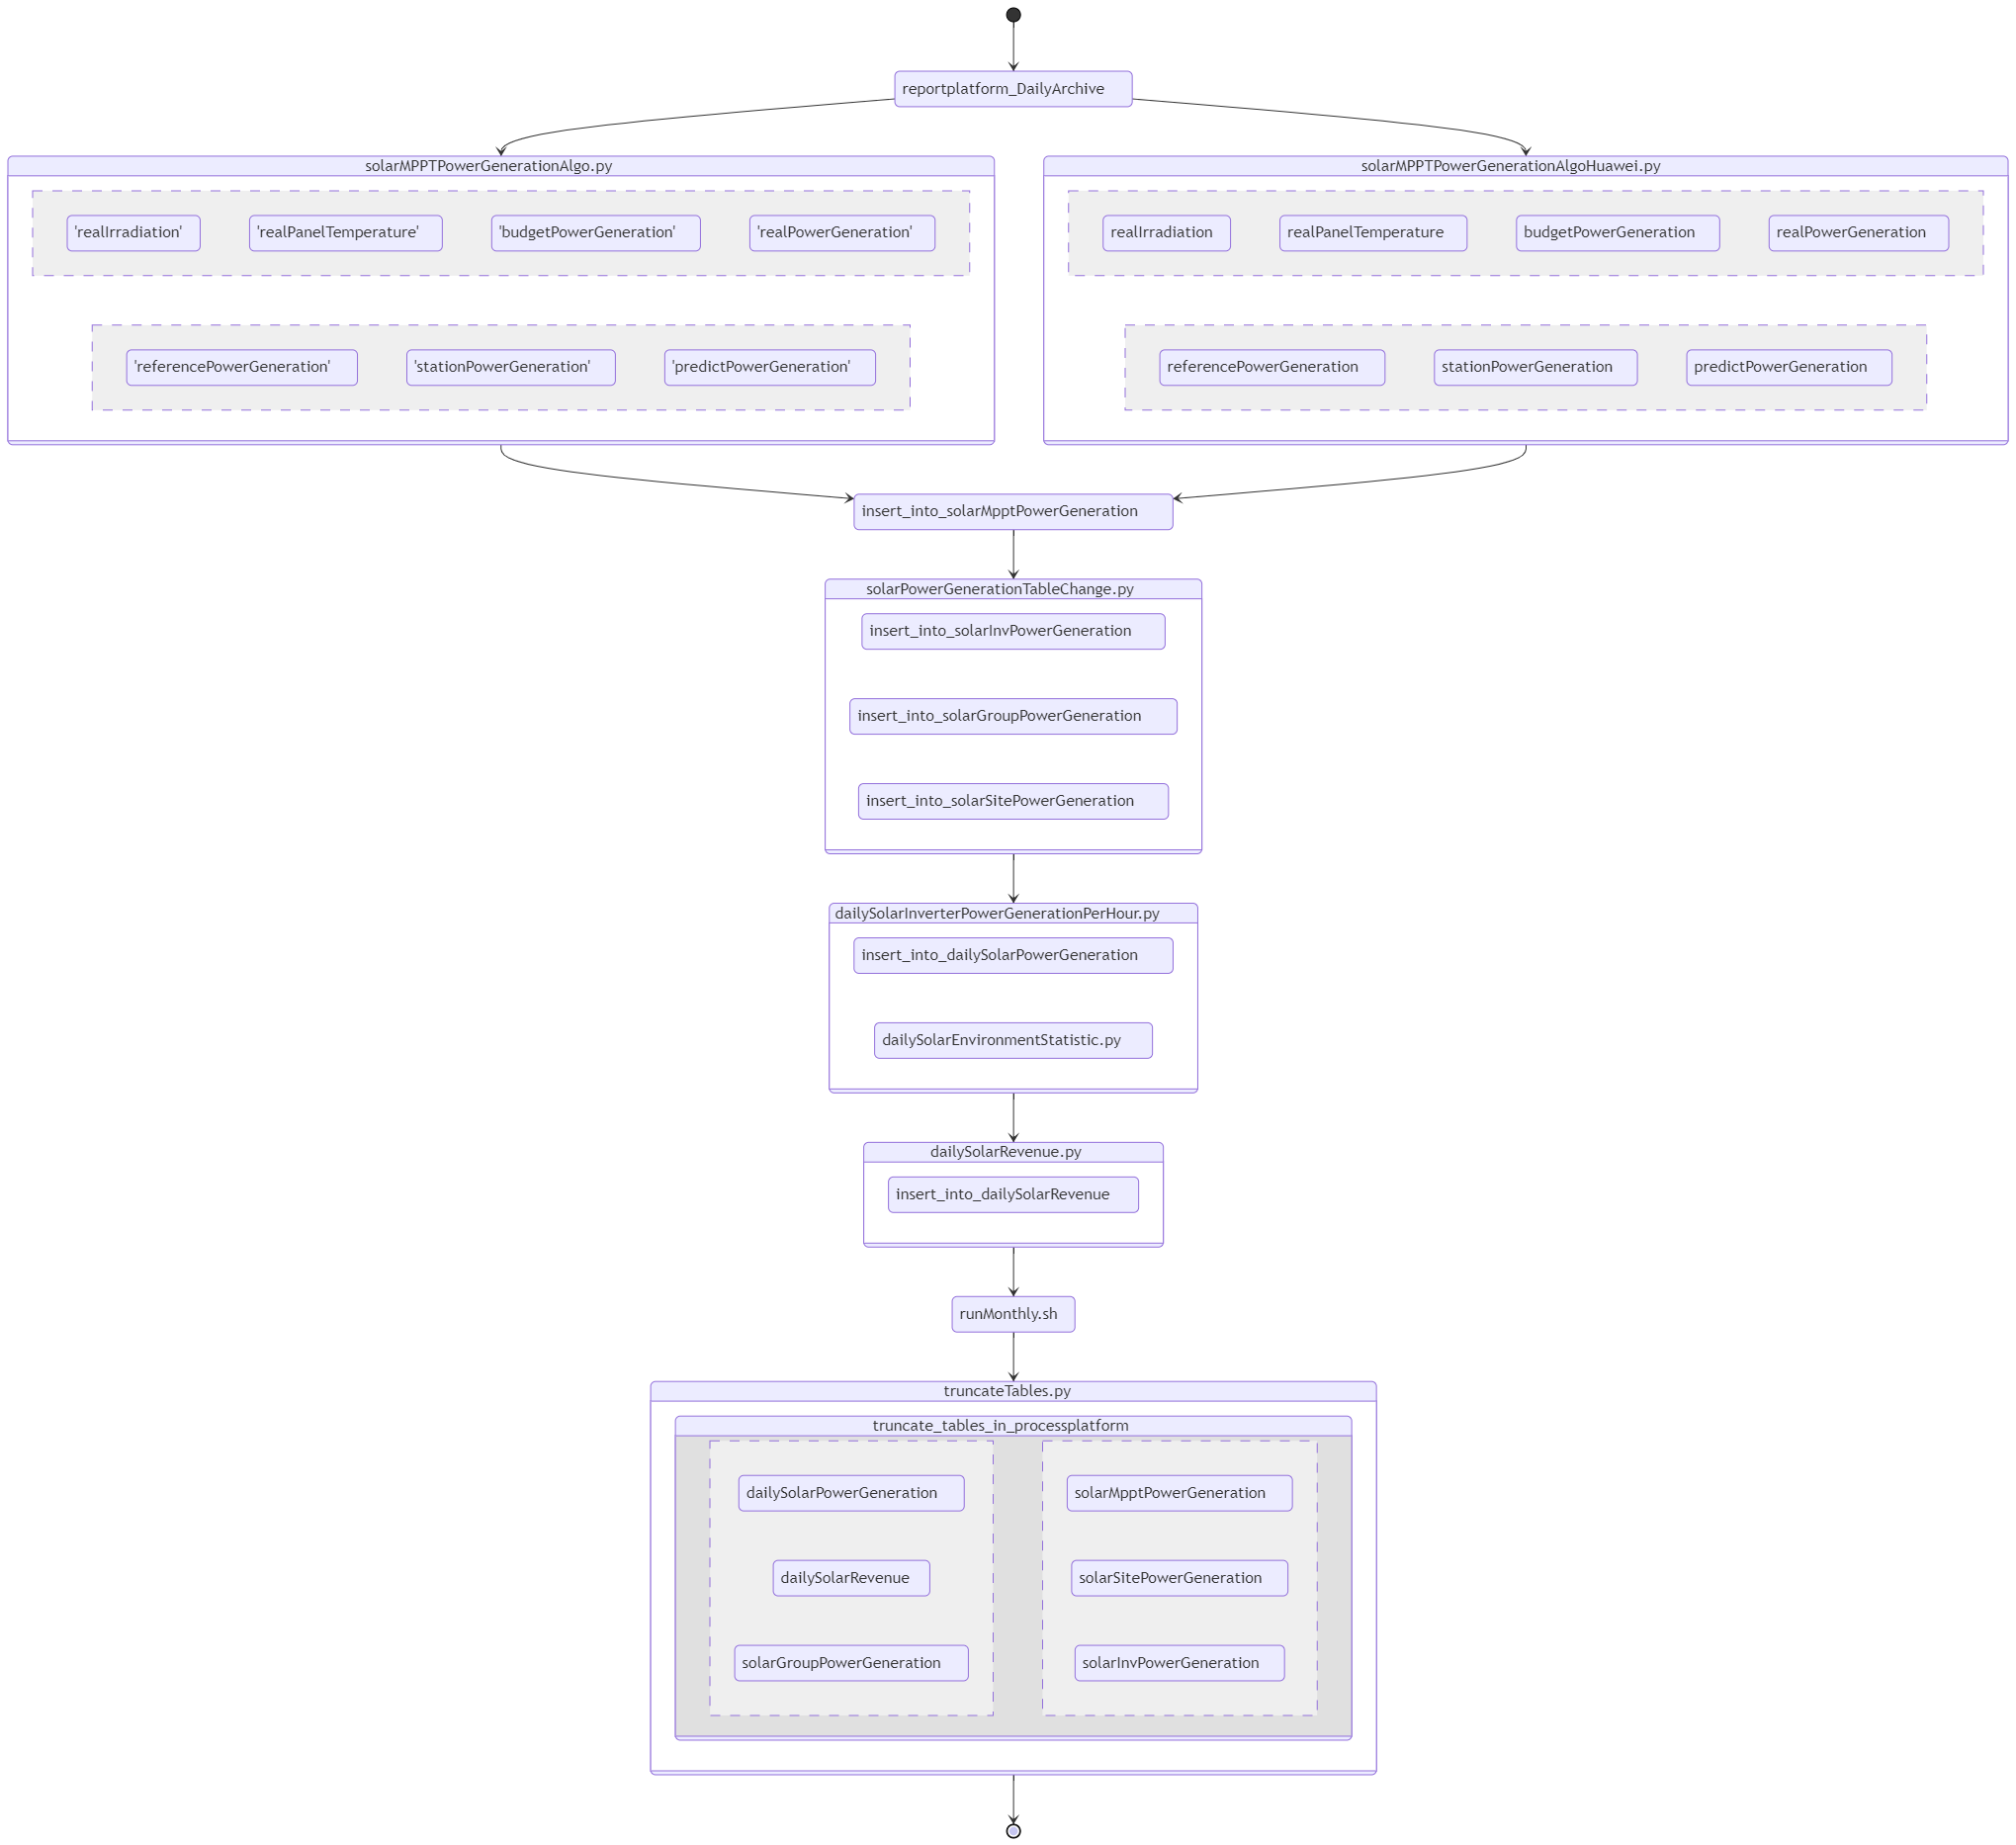 reportplatform_DailyArchive
solarMPPTPowerGenerationAlgo.py
'realIrradiation'
'realPanelTemperature'
'budgetPowerGeneration'
'realPowerGeneration'
'referencePowerGeneration'
'stationPowerGeneration'
'predictPowerGeneration'
solarMPPTPowerGenerationAlgoHuawei.py
realIrradiation
realPanelTemperature
budgetPowerGeneration
realPowerGeneration
referencePowerGeneration
stationPowerGeneration
predictPowerGeneration
insert_into_solarMpptPowerGeneration
solarPowerGenerationTableChange.py
insert_into_solarInvPowerGeneration
insert_into_solarGroupPowerGeneration
insert_into_solarSitePowerGeneration
dailySolarInverterPowerGenerationPerHour.py
insert_into_dailySolarPowerGeneration
dailySolarEnvironmentStatistic.py
dailySolarRevenue.py
insert_into_dailySolarRevenue
runMonthly.sh
truncateTables.py
truncate_tables_in_processplatform
dailySolarPowerGeneration
dailySolarRevenue
solarGroupPowerGeneration
solarMpptPowerGeneration
solarSitePowerGeneration
solarInvPowerGeneration